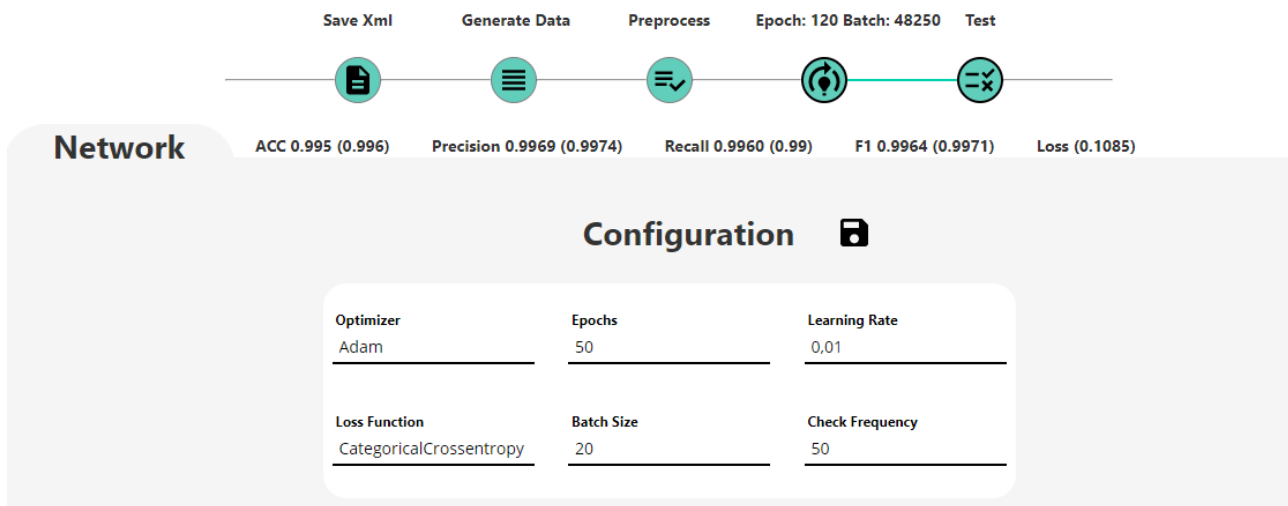 Save Xml Generate Data Preprocess Epoch: 120 Batch: 48250 Test
Network ACC 0.995 (0.996) Precision 0.9969 (0.9974) Recall 0.9960 (0.99) F1 0.9964 (0.9971) Loss (0.1085)
Configuration
Optimizer Epochs Learning Rate
Adam 50 0,01
Loss Function Batch Size Check Frequency
CategoricalCrossentropy 20 50